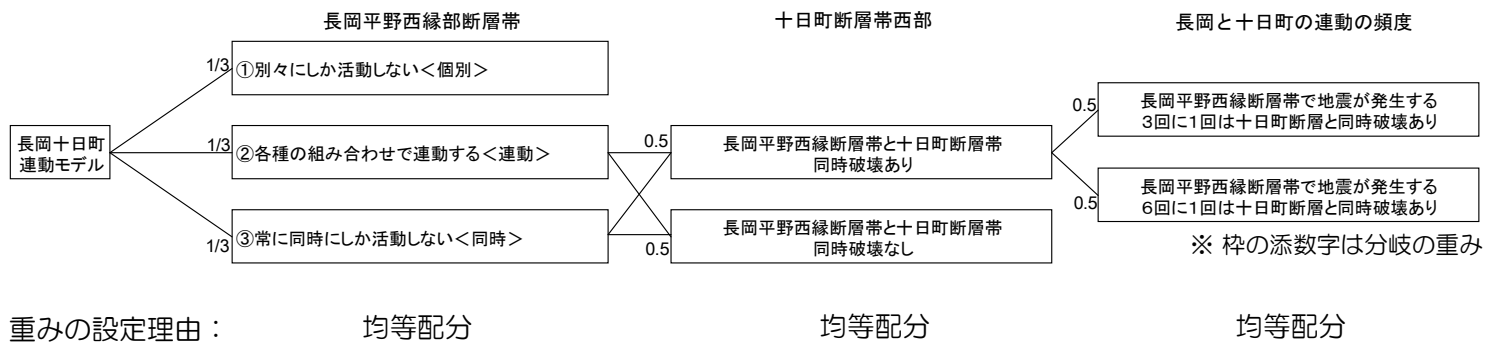 長岡平野西縁部断層帯
十日町断層帯西部
長岡と十日町の連動の頻度
長岡十日町
連動モデル
1/3
①別々にしか活動しない<個別>
1/3
②各種の組み合わせで連動する<連動>
1/3
③常に同時にしか活動しない<同時>
0.5
長岡平野西縁断層帯と十日町断層帯
同時破壊あり
0.5
長岡平野西縁断層帯と十日町断層帯
同時破壊なし
0.5
長岡平野西縁断層帯で地震が発生する
3回に1回は十日町断層と同時破壊あり
0.5
長岡平野西縁断層帯で地震が発生する
6回に1回は十日町断層と同時破壊あり
※ 枠の添数字は分岐の重み
重みの設定理由: 均等配分 均等配分 均等配分